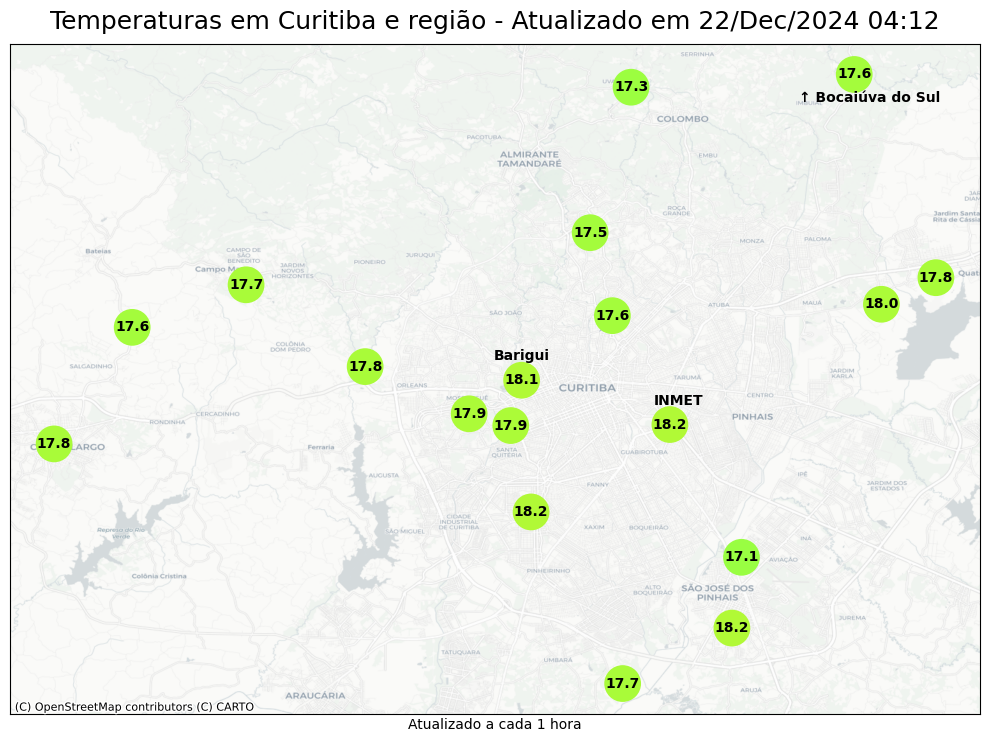 Temperaturas em Curitiba e região - Atualizado em 22/Dec/2024 04:12
SERRINHA
17.6
17.3
↑ Bocaiúva do Sul
COLOMBO
PACOTUBA
ALMIRANTE
TAMANDARÉ
EMBU
ROÇA
GRANDE
Jardim Santa
Rita de Cássia
17.5
MONZA
PALOMA
Bateias
CAMPO DE
SÃO
BENEDITO
JURUQUI
PIONEIRO
JARDIM
NOVOS
HORIZONTES
Campo M
17.7
17.8
Quat
18.0
MAUÁ
ATUBA
SÃO JOÃO
17.6
17.6
COLÔNIA
DOM PEDRO
Barigui
SALGADINHO
17.8
18.1
JARDIM
KARLA
TARUMÃ
ORLEANS
CURITIBA
CENTRO
INMET
CERCADINHO
RONDINHA
17.9
17.9
18.2
PINHAIS
17.8
LARGO
Ferraria
SANTA
QUITÉRIA
GUABIROTUBA
AUGUSTA
IPÊ
FANNY
JARDIM DOS
ESTADOS I
18.2
CIDADE
INDUSTRIAL
DE CURITIBA
XAXIM
BOQUEIRÃO
SÃO MIGUEL
Represa do Rio
Verde
INÁ
17.1
AVIAÇÃO
Colônia Cristina
PINHEIRINHO
ALTO
BOQUEIRÃO
SÃO JOSÉ DOS
PINHAIS
JUREMA
18.2
TATUQUARA
UMBARÁ
17.7
ARUJÁ
ARAUCÁRIA
(C) OpenStreetMap contributors (C) CARTO
Atualizado a cada 1 hora